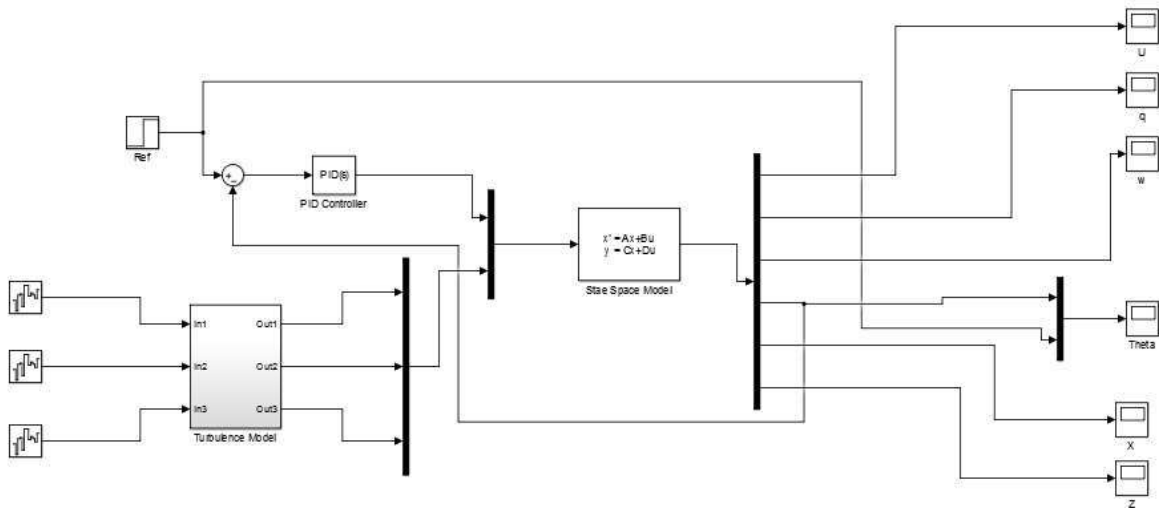 U
q
Ref
w
+
-
PID(s)
PID Controller
x' = Ax+Bu
y = Cx+Du
Stae Space Model
In1
Out1
In2
Out2
In3
Out3
Turbulence Model
Theta
X
Z